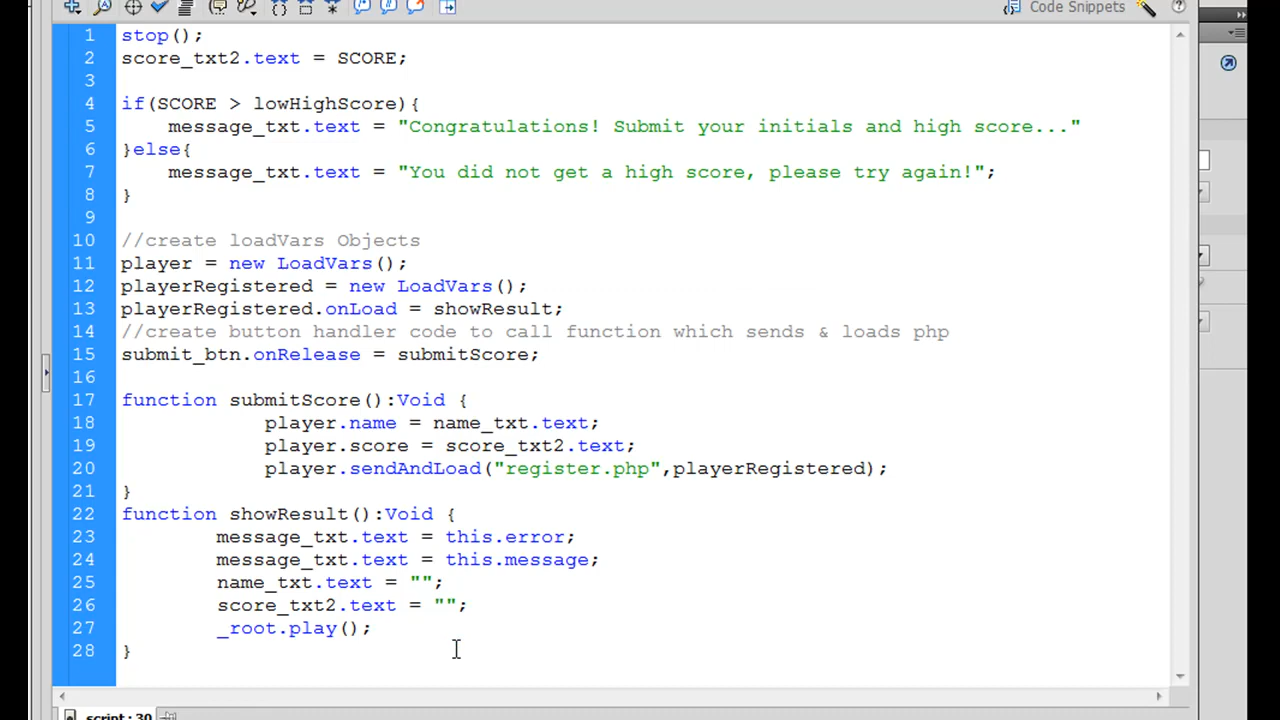 Code Snippets
1 stop();
2 score_txt2.text = SCORE;
3
4 if(SCORE > lowHighScore){
5 message_txt.text = "Congratulations! Submit your initials and high score..."
6 }else{
7 message_txt.text = "You did not get a high score, please try again!";
8 }
9
10 //create loadVars Objects
11 player = new LoadVars();
12 playerRegistered = new LoadVars();
13 playerRegistered.onLoad = showResult;
14 //create button handler code to call function which sends & loads php
15 submit_btn.onRelease = submitScore;
16
17 function submitScore():Void {
18 player.name = name_txt.text;
19 player.score = score_txt2.text;
20 player.sendAndLoad("register.php",playerRegistered);
21 }
22 function showResult():Void {
23 message_txt.text = this.error;
24 message_txt.text = this.message;
25 name_txt.text = "";
26 score_txt2.text = "";
27 _root.play();
28 }
script : 30